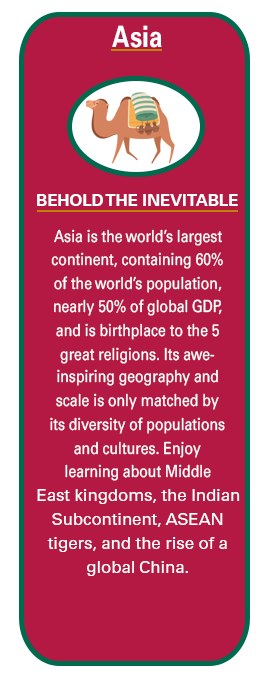 Asia
BEHOLD THE INEVITABLE
Asia is the world's largest
continent, containing 60%
of the world's population,
nearly 50% of global GDP,
and is birthplace to the 5
great religions. Its awe-
inspiring geography and
scale is only matched by
its diversity of populations
and cultures. Enjoy
learning about Middle
East kingdoms, the Indian
Subcontinent, ASEAN
tigers, and the rise of a
global China.